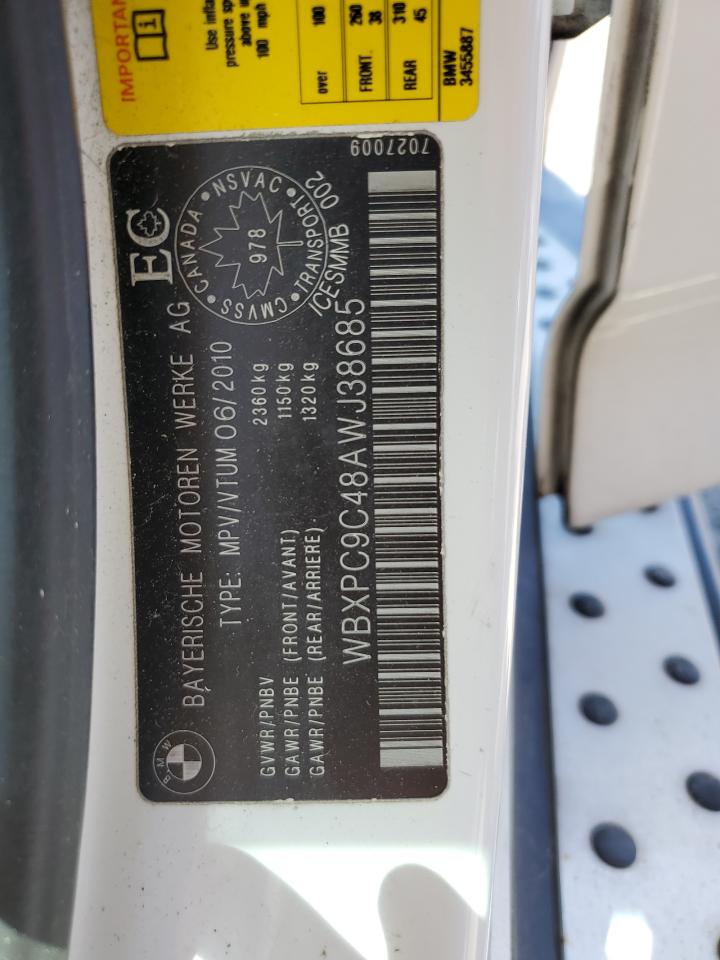 IMPORTAN
Use infla
pressure sp
above
100 mph
over 100
FRONT 260 38
REAR 310 45
BMW
3455887
7027009
EC
CMVSS • CANADA • NSVAC • TRANSPORT •
978
ICESMMB 002
BMW
BAYERISCHE MOTOREN WERKE AG
TYPE: MPV/VTUM 06/2010
GVWR/PNBV 2360kg
GAWR/PNBE (FRONT/AVANT) 1150kg
GAWR/PNBE (REAR/ARRIERE) 1320kg
WBXPC9C48AWJ38685